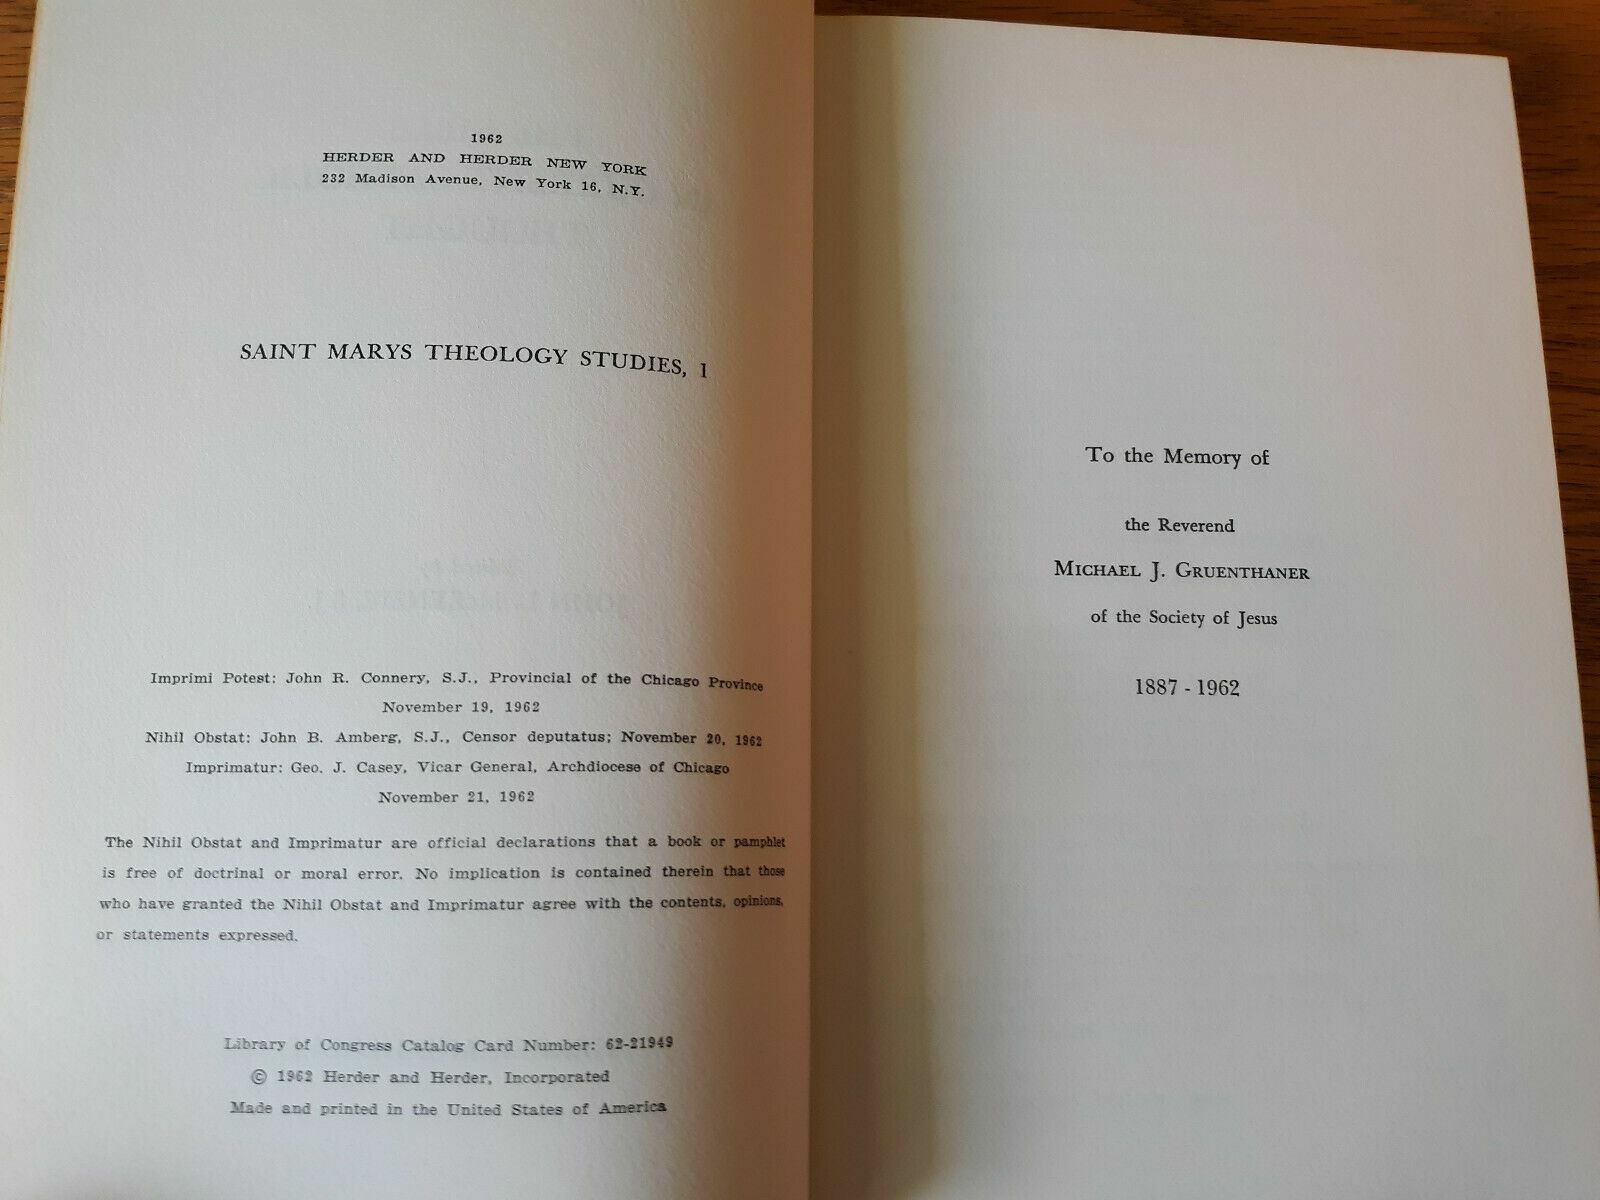 1962
HERDER AND HERDER NEW YORK
232 Madison Avenue, New York 16, N.Y.
SAINT MARYS THEOLOGY STUDIES, 1
Imprimi Potest: John R. Connery, S.J., Provincial of the Chicago Province
November 19, 1962
Nihil Obstat: John B. Amberg, S.J., Censor deputatus; November 20, 1962
Imprimatur: Geo. J. Casey, Vicar General, Archdiocese of Chicago
November 21, 1962
The Nihil Obstat and Imprimatur are official declarations that a book or pamphlet
is free of doctrinal or moral error. No implication is contained therein that those
who have granted the Nihil Obstat and Imprimatur agree with the contents, opinions,
or statements expressed.
Library of Congress Catalog Card Number: 62-21949
© 1962 Herder and Herder, Incorporated
Made and printed in the United States of America
To the Memory of
the Reverend
MICHAEL J. GRUENTHANER
of the Society of Jesus
1887 - 1962